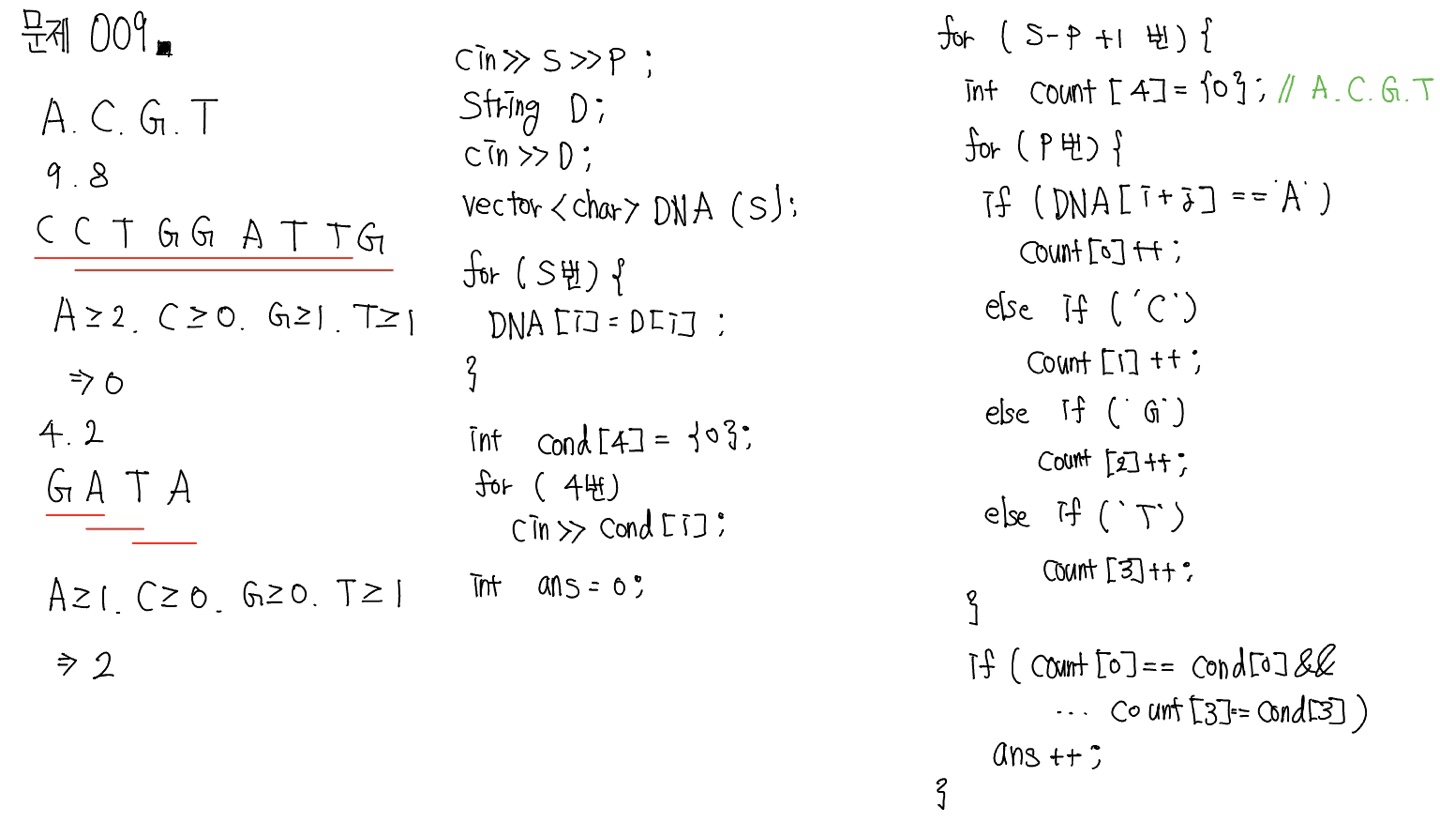 문제 009.
A. C. G. T
9. 8
C C T G G A T T G
A≥2. C≥0. G≥1. T≥1
⇒ 0
4. 2
G A T A
A≥1. C≥0. G≥0. T≥1
⇒ 2
cin >> S >> P ;
String D;
cin >> D;
vector <char> DNA (S);
for ( S번 ) {
DNA [i] = D[i] ;
}
int cond[4] = {0};
for ( 4번)
cin >> cond [i];
int ans = 0;
for ( S-P +1 번 ) {
int count [ 4] = {0}; // A. C. G. T
for ( P번) {
if ( DNA [ i + j ] == 'A' )
count[0] ++ ;
else if ( 'C' )
count [1] ++ ;
else if ( 'G' )
count [2] ++;
else if ( 'T' )
count [3] ++;
}
if ( count[0] == cond[0] &&
... count [3] == cond[3] )
ans ++ ;
}